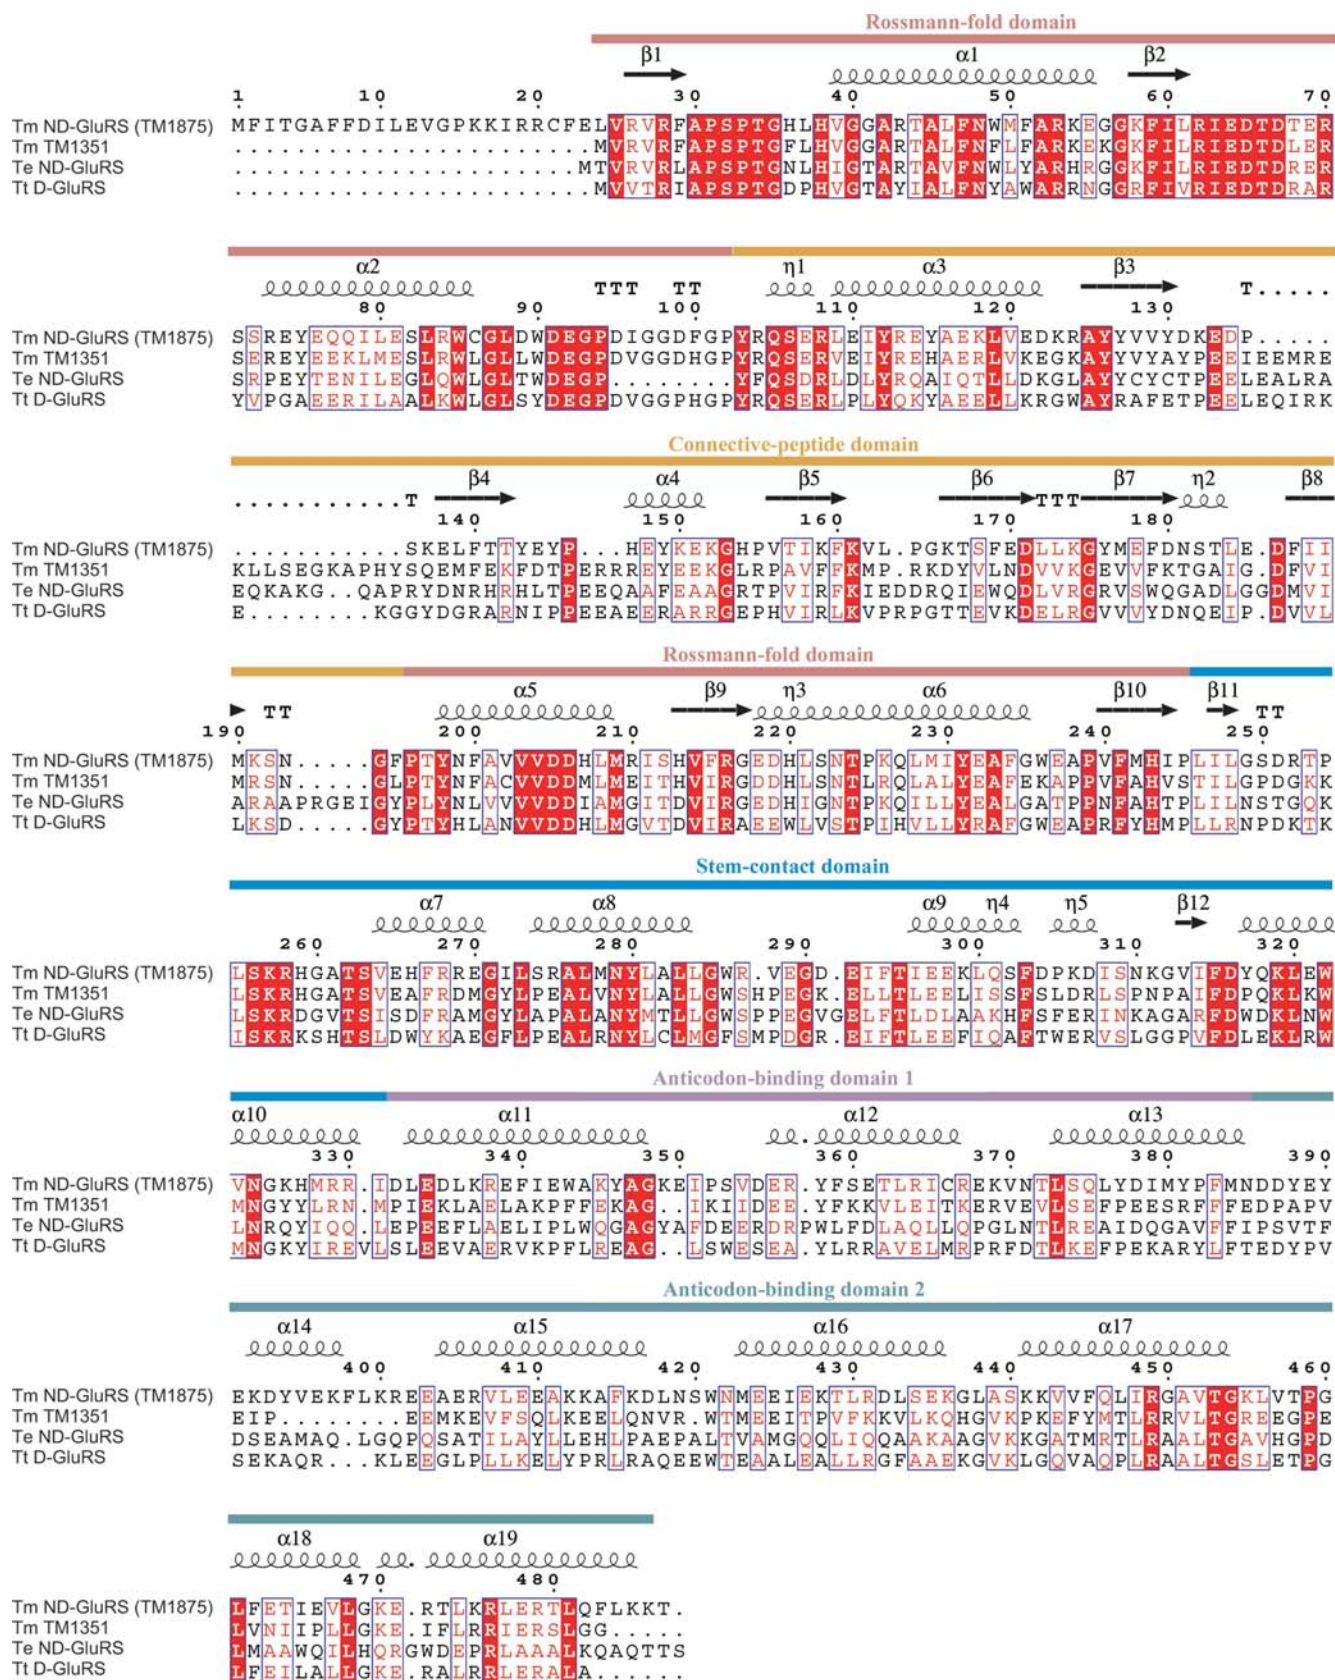 Rossmann-fold domain
β1 α1 β2
1 10 20 30 40 50 60 70
Tm ND-GluRS (TM1875) MFITGAFFDILEVGPKKIRRCFELVRVRFAPSPTGHLHVGGARTALFNWMFARKEGGKFILRIEDTDTER
Tm TM1351 .......................MVRVRFAPSPTGFLHVGGARTALFNFLFARKEKGKFILRIEDTDLER
Te ND-GluRS ......................MTVRVRLAPSPTGNLHIGTARTAVFNWLYARHRGGKFILRIEDTDRER
Tt D-GluRS .......................MVVTRIAPSPTGDPHVGTAYIALFNYAWARRNGGRFIVRIEDTDRAR
α2 η1 α3 β3
TTT TT T.....
80 90 100 110 120 130
Tm ND-GluRS (TM1875) SSREYEQQILESLRWCGLDWDEGPDIGGDFGPYRQSERLEIYREYAEKLVEDKRAYYVVYDKEDP.....
Tm TM1351 SEREYEEKLMESLRWLGLLWDEGPDVGGDHGPYRQSERVEIYREHAERLVKEGKAYYVYAYPEEIEEMRE
Te ND-GluRS SRPEYTENILEGLQWLGLTWDEGP........YFQSDRLDLYRQAIQTLLDKGLAYYCYCTPEELEALRA
Tt D-GluRS YVPGAEERILAALKWLGLSYDEGPDVGGPHGPYRQSERLPLYQKYAEELLKRGWAYRAFETPEELEQIRK
Connective-peptide domain
β4 α4 β5 β6 β7 η2 β8
...........T TTT
140 150 160 170 180
Tm ND-GluRS (TM1875) ...........SKELFTTYEYP...HEYKEKGHPVTIKFKVL.PGKTSFEDLLKGYMEFDNSTLE.DFII
Tm TM1351 KLLSEGKAPHYSQEMFEKFDTPERRREYEEKGLRPAVFFKMP.RKDYVLNDVVKGEVVFKTGAIG.DFVI
Te ND-GluRS EQKAKG..QAPRYDNRHRHLTPEEQAAFEAAGRTPVIRFKIEDDRQIEWQDLVRGRVSWQGADLGGDMVI
Tt D-GluRS E........KGGYDGRARNIPPEEAEERARRGEPHVIRLKVPRPGTTEVKDELRGVVVYDNQEIP.DVVL
Rossmann-fold domain
α5 β9 η3 α6 β10 β11
TT TT
190 200 210 220 230 240 250
Tm ND-GluRS (TM1875) MKSN.....GFPTYNFAVVVDDHLMRISHVFRGEDHLSNTPKQLMIYEAFGWEAPVFMHIPLILGSDRTP
Tm TM1351 MRSN.....GLPTYNFACVVDDMLMEITHVIRGDDHLSNTLRQLALYEAFEKAPPVFAHVSTILGPDGKK
Te ND-GluRS ARAAPRGEIGYPLYNLVVVVDDIAMGITDVIRGEDHIGNTPKQILLYEALGATPPNFAHTPLILNSTGQK
Tt D-GluRS LKSD.....GYPTYHLANVVDDHLMGVTDVIRAEEWLVSTPIHVLLYRAFGWEAPRFYHMPLLRNPDKTK
Stem-contact domain
α7 α8 α9 η4 η5 β12
260 270 280 290 300 310 320
Tm ND-GluRS (TM1875) LSKRHGATSVEHFRREGILSRALMNYLALLGWR.VEGD.EIFTIEEKLQSFDPKDISNKGVIFDYQKLEW
Tm TM1351 LSKRHGATSVEAFRDMGYLPEALVNYLALLGWSHPEGK.ELLTLEELISSFSLDRLSPNPAIFDPQKLKW
Te ND-GluRS LSKRDGVTSISDFRAMGYLAPALANYMTLLGWSPPEGVGELFTLDLAAKHFSFERINKAGARFDWDKLNW
Tt D-GluRS ISKRKSHTSLDWYKAEGFLPEALRNYLCLMGFSMPDGR.EIFTLEEFIQAFTWERVSLGGPVFDLEKLRW
Anticodon-binding domain 1
α10 α11 α12 α13
330 340 350 360 370 380 390
Tm ND-GluRS (TM1875) VNGKHMRR.IDLEDLKREFIEWAKYAGKEIPSVDER.YFSETLRICREKVNTLSQLYDIMYPFMNDDYEY
Tm TM1351 MNGYYLRN.MPIEKLAELAKPFFEKAG..IKIIDEE.YFKKVLEITKERVEVLSEFPEESRFFFEDPAPV
Te ND-GluRS LNRQYIQQ.LEPEEFLAELIPLWQGAGYAFDEERDRPWLFDLAQLLQPGLNTLREAIDQGAVFFIPSVTF
Tt D-GluRS MNGKYIREVLSLEEVAERVKPFLREAG..LSWESEA.YLRRAVELMRPRFDTLKEFPEKARYLFTEDYPV
Anticodon-binding domain 2
α14 α15 α16 α17
400 410 420 430 440 450 460
Tm ND-GluRS (TM1875) EKDYVEKFLKREEAERVLEEAKKAFKDLNSWNMEEIEKTLRDLSEKGLASKKVVFQLIRGAVTGKLVTPG
Tm TM1351 EIP........EEMKEVFSQLKEELQNVR.WTMEEITPVFKKVLKQHGVKPKEFYMTLRRVLTGREEGPE
Te ND-GluRS DSEAMAQ.LGQPQSATILAYLLEHLPAEPALTVAMGQQLIQQAAKAAGVKKGATMRTLRAALTGAVHGPD
Tt D-GluRS SEKAQR...KLEEGLPLLKELYPRLRAQEEWTEAALEALLRGFAAEKGVKLGQVAQPLRAALTGSLETPG
α18 α19
470 480
Tm ND-GluRS (TM1875) LFETIEVLGKE.RTLKRLERTLQFLKKT.
Tm TM1351 LVNIIPLLGKE.IFLRRIERSLGG.....
Te ND-GluRS LMAAWQILHQRGWDEPRLAAALKQAQTTS
Tt D-GluRS LFEILALLGKE.RALRRLERALA......